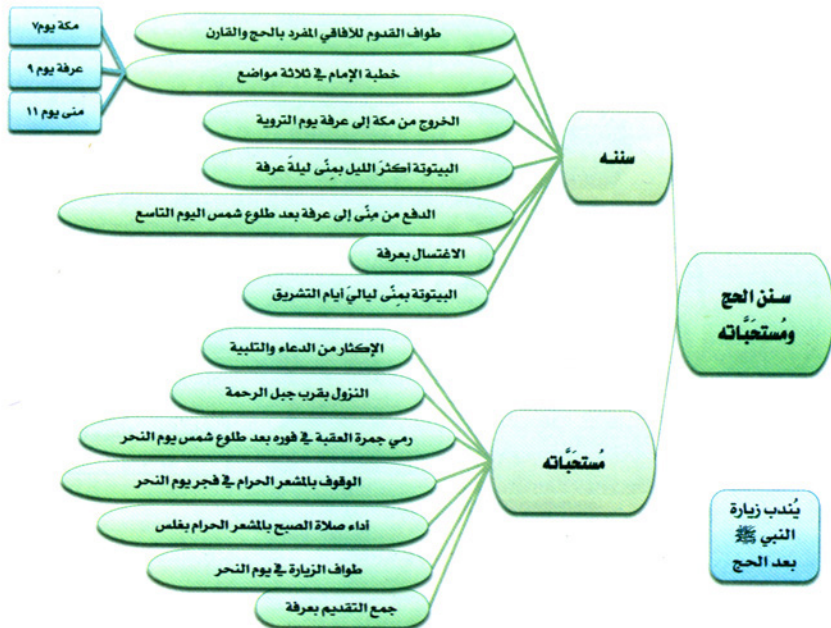 سنن الحج
ومُستحَبَّاته
سننه
طواف القدوم للآفاقي المفرد بالحج والقارن
خطبة الإمام في ثلاثة مواضع
مكة يوم ٧
عرفة يوم ٩
منى يوم ١١
الخروج من مكة إلى عرفة يوم التروية
البيتوتة أكثرَ الليل بمِنًى ليلةَ عرفة
الدفع من مِنًى إلى عرفة بعد طلوع شمس اليوم التاسع
الاغتسال بعرفة
البيتوتة بمِنًى لياليَ أيام التشريق
مُستحَبَّاته
الإكثار من الدعاء والتلبية
النزول بقرب جبل الرحمة
رمي جمرة العقبة في فوره بعد طلوع شمس يوم النحر
الوقوف بالمشعر الحرام في فجر يوم النحر
أداء صلاة الصبح بالمشعر الحرام بغلس
طواف الزيارة في يوم النحر
جمع التقديم بعرفة
يُندب زيارة
النبي ﷺ
بعد الحج